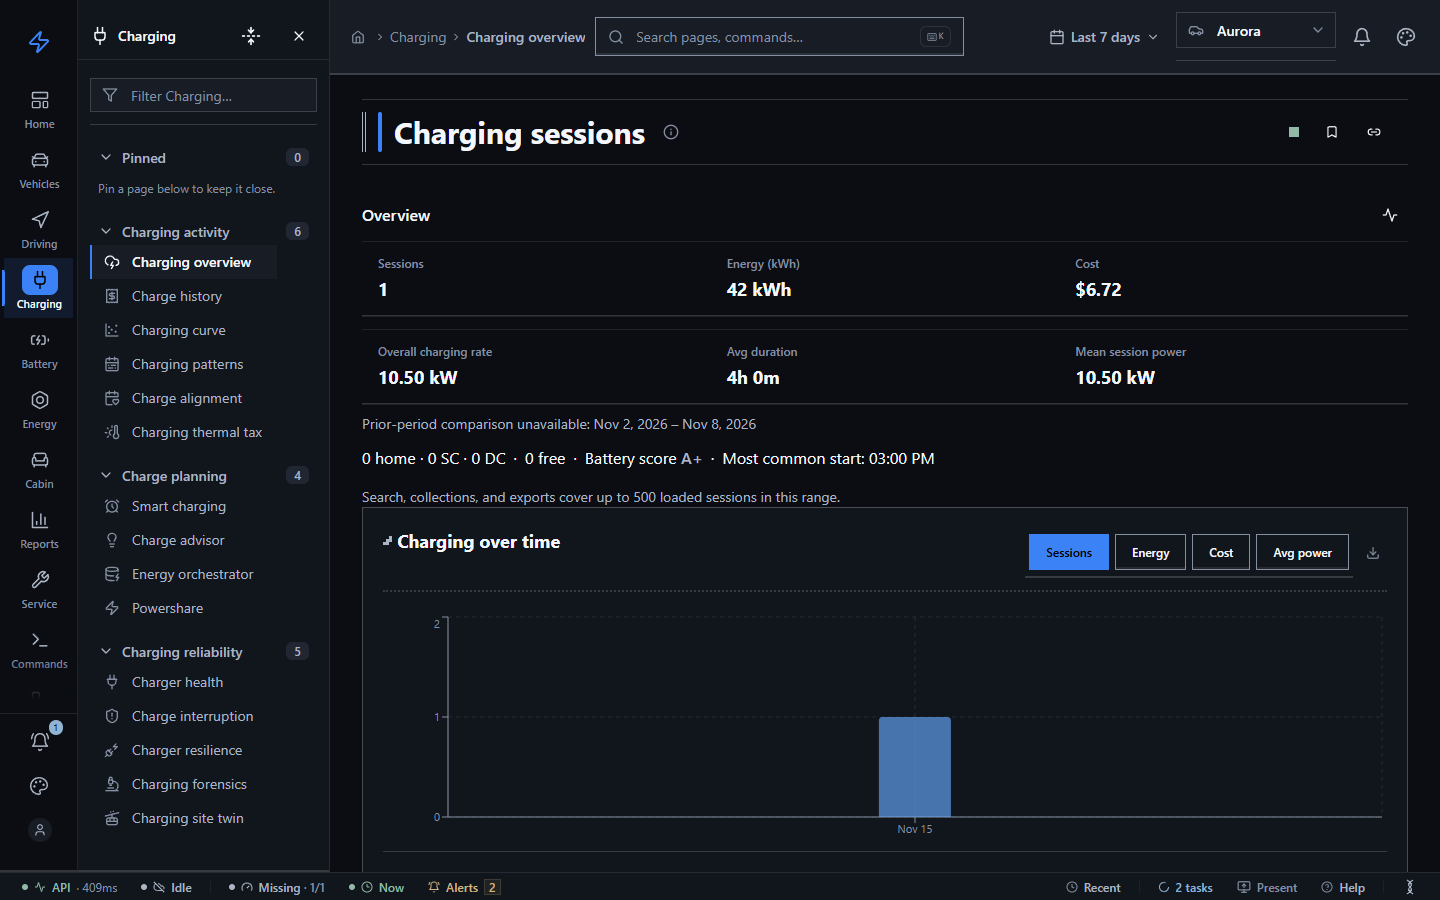 Home
Vehicles
Driving
Charging
Battery
Energy
Cabin
Reports
Service
Commands
1
Charging
Filter Charging...
Pinned 0
Pin a page below to keep it close.
Charging activity 6
Charging overview
Charge history
Charging curve
Charging patterns
Charge alignment
Charging thermal tax
Charge planning 4
Smart charging
Charge advisor
Energy orchestrator
Powershare
Charging reliability 5
Charger health
Charge interruption
Charger resilience
Charging forensics
Charging site twin
Charging Charging overview
Search pages, commands... K
Last 7 days
Aurora
Charging sessions
Overview
Sessions Energy (kWh) Cost
1 42 kWh $6.72
Overall charging rate Avg duration Mean session power
10.50 kW 4h 0m 10.50 kW
Prior-period comparison unavailable: Nov 2, 2026 – Nov 8, 2026
0 home · 0 SC · 0 DC · 0 free · Battery score A+ · Most common start: 03:00 PM
Search, collections, and exports cover up to 500 loaded sessions in this range.
Charging over time
Sessions Energy Cost Avg power
2
1
0
Nov 15
API · 409ms Idle Missing · 1/1 Now Alerts 2 Recent 2 tasks Present Help